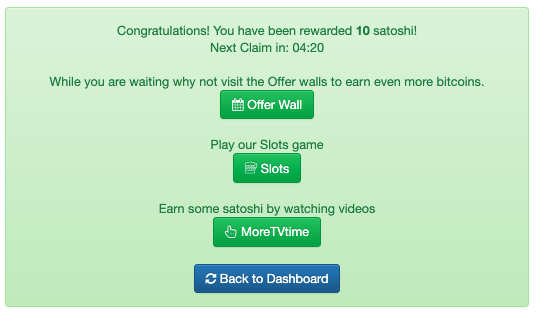 Congratulations! You have been rewarded 10 satoshi!
Next Claim in: 04:20
While you are waiting why not visit the Offer walls to earn even more bitcoins.
Offer Wall
Play our Slots game
Slots
Earn some satoshi by watching videos
MoreTVtime
Back to Dashboard